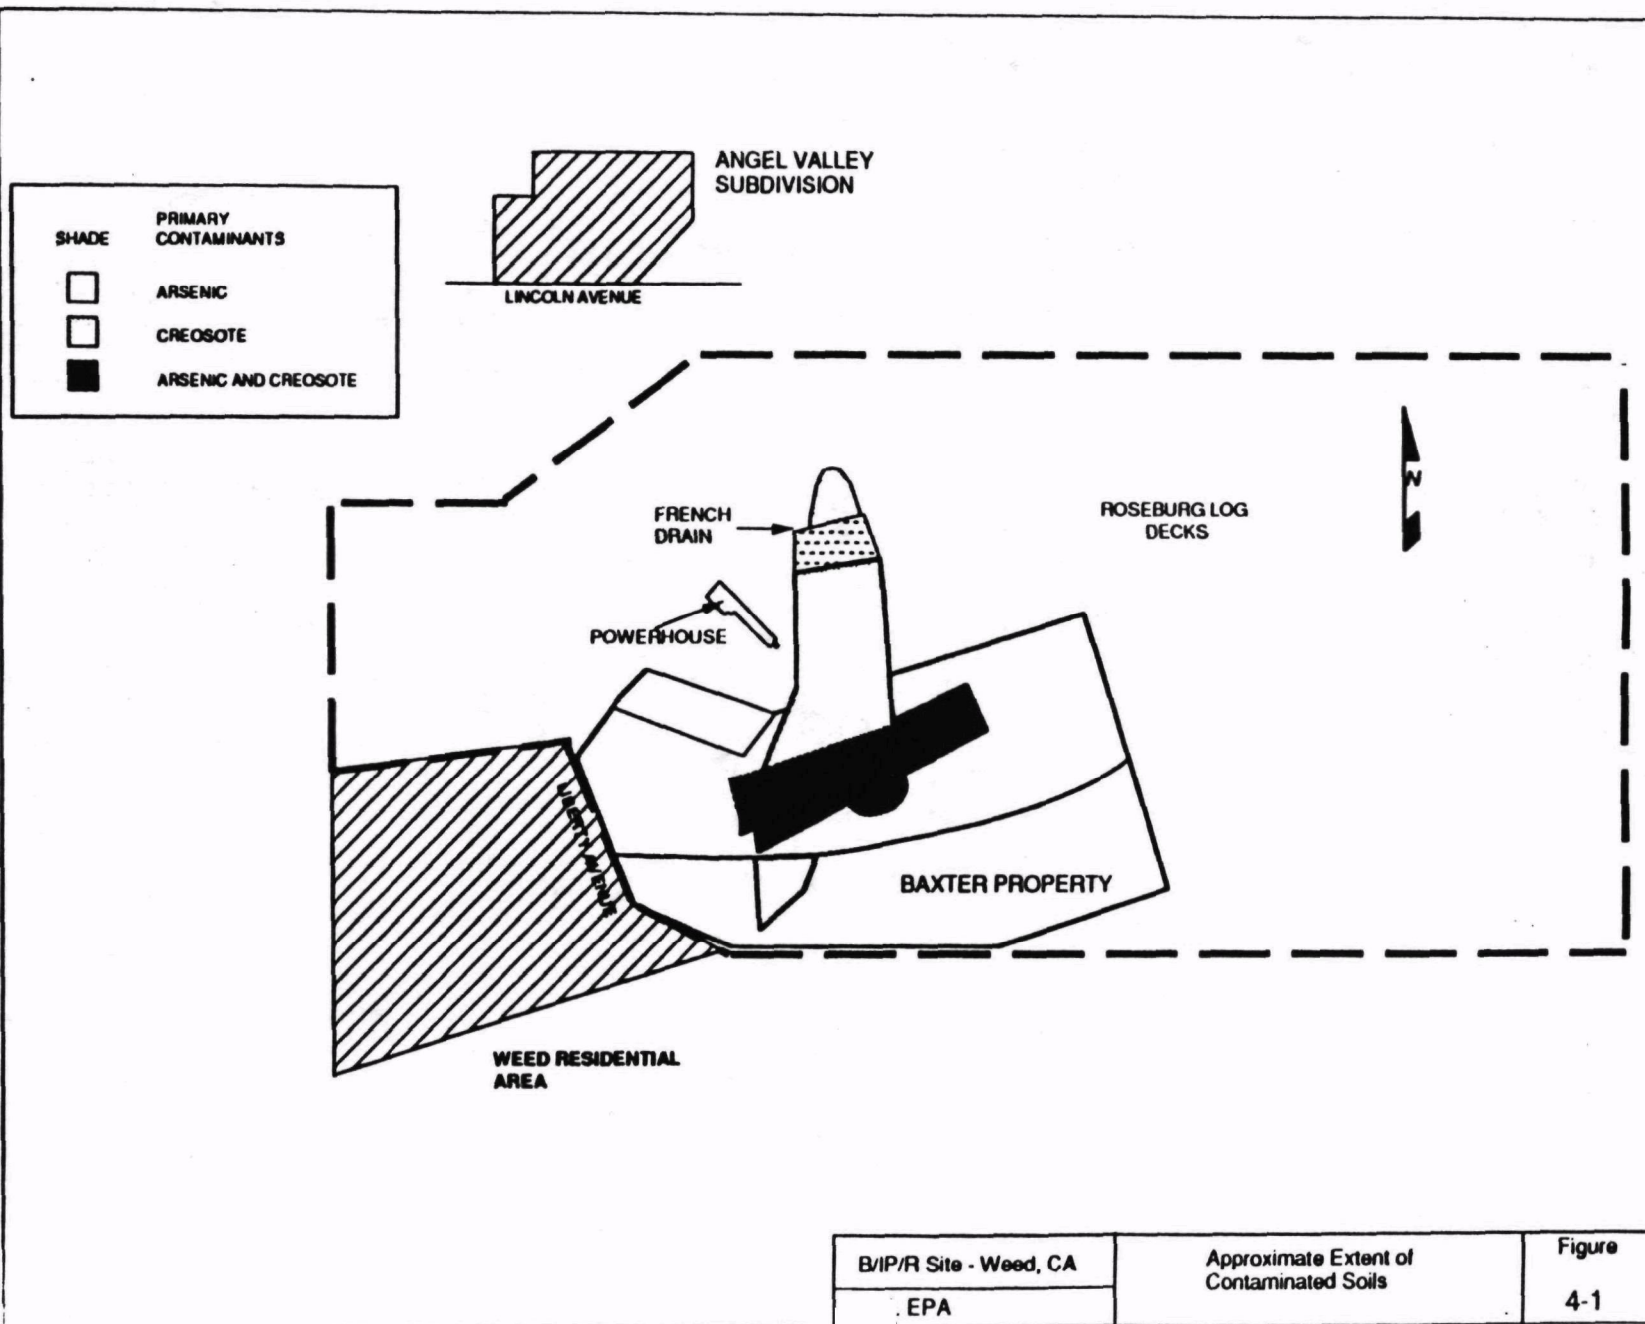 ANGEL VALLEY
SUBDIVISION
LINCOLN AVENUE
SHADE
PRIMARY
CONTAMINANTS
ARSENIC
CREOSOTE
ARSENIC AND CREOSOTE
FRENCH
DRAIN
ROSEBURG LOG
DECKS
N
POWERHOUSE
LIBERTY AVENUE
BAXTER PROPERTY
WEED RESIDENTIAL
AREA
B/IP/R Site - Weed, CA
EPA
Approximate Extent of
Contaminated Soils
Figure
4-1